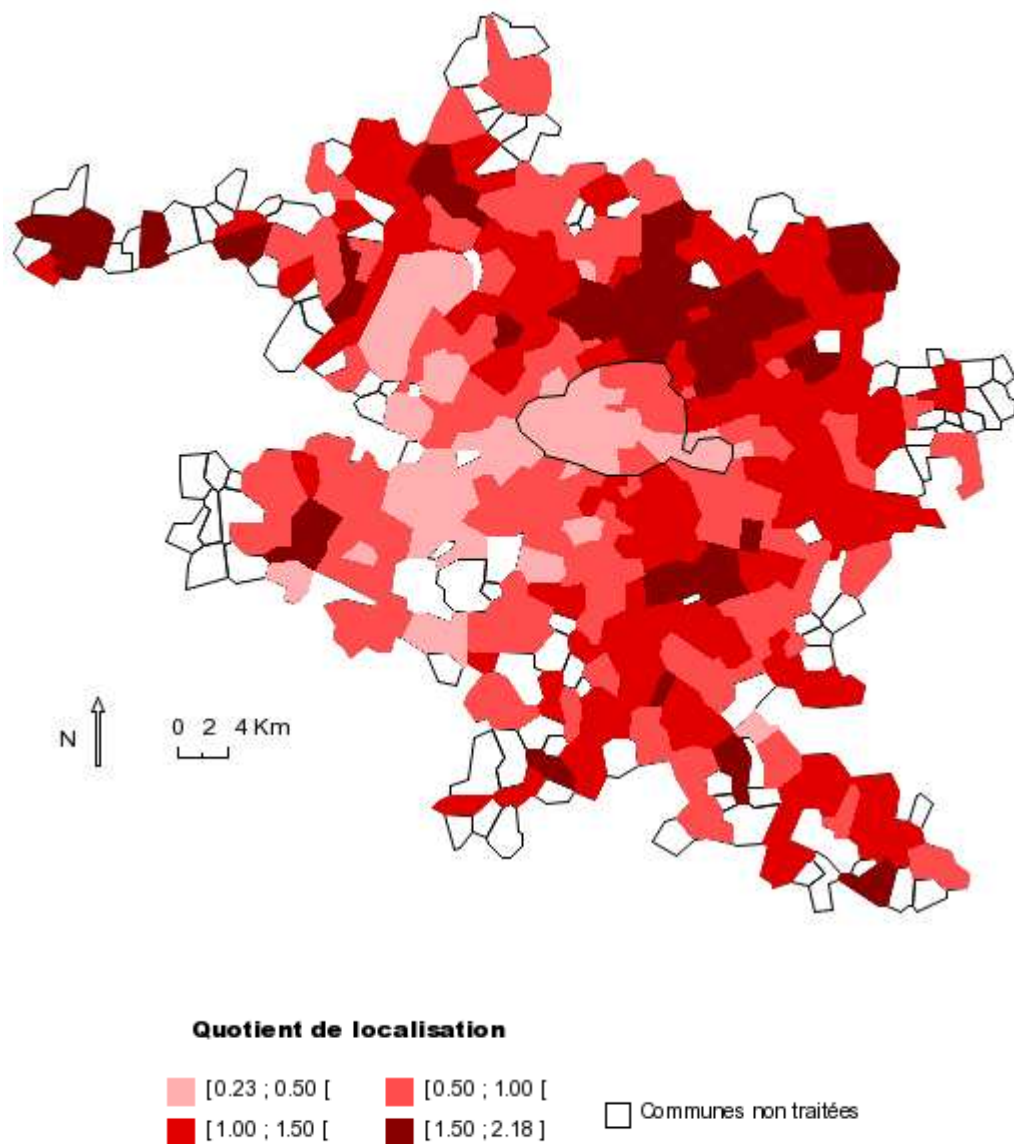 N
0 2 4 Km
Quotient de localisation
[0.23 ; 0.50 [ [0.50 ; 1.00 [
[1.00 ; 1.50 [ [1.50 ; 2.18 ] Communes non traitées